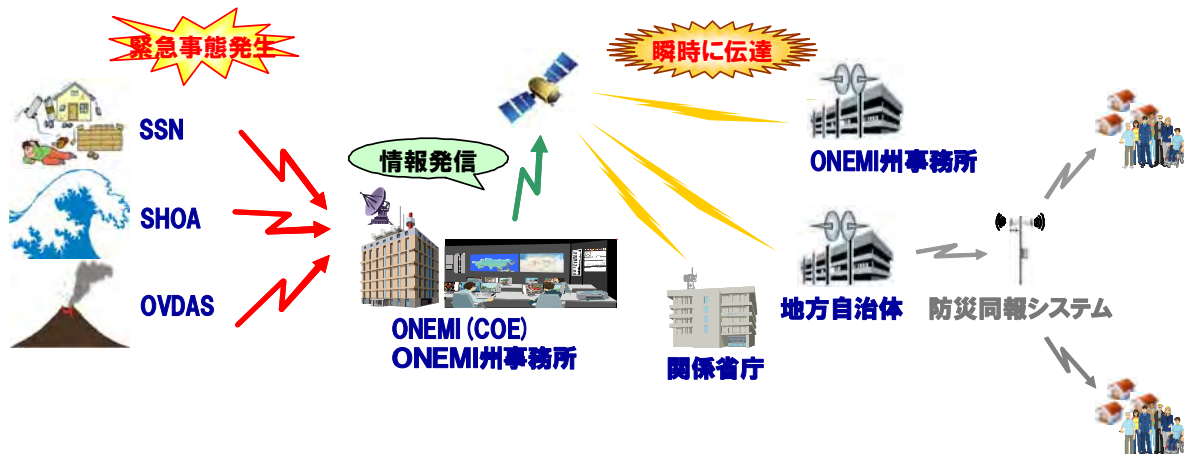 緊急事態発生
瞬時に伝達
SSN
情報発信
ONEMI州事務所
SHOA
OVDAS
地方自治体
防災同報システム
ONEMI (COE)
ONEMI州事務所
関係省庁